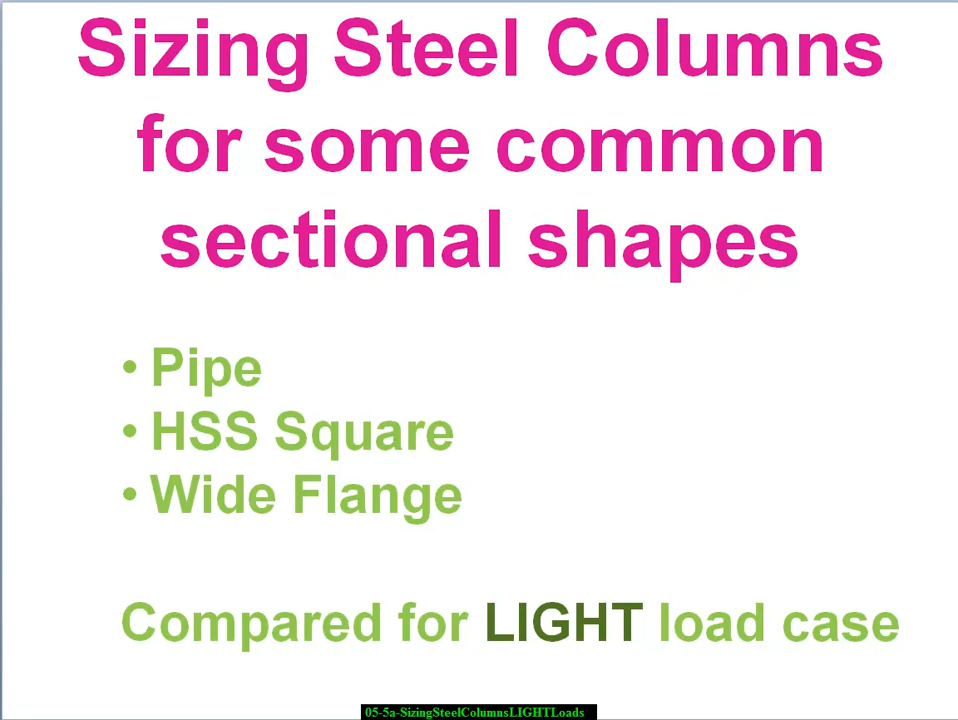 Sizing Steel Columns
for some common
sectional shapes
• Pipe
• HSS Square
• Wide Flange
Compared for LIGHT load case
05-5a-SizingSteelColumnsLIGHTLoads